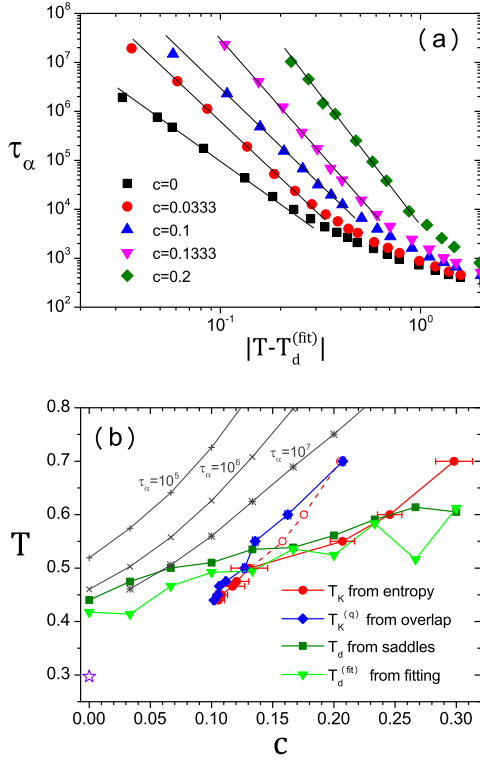 (a)
10^8
10^7
10^6
10^5
10^4
10^3
10^2
τ_α
c=0
c=0.0333
c=0.1
c=0.1333
c=0.2
10^-1
10^0
|T-T_d^(fit)|
(b)
0.8
0.7
0.6
0.5
0.4
0.3
T
τ_α=10^5
τ_α=10^6
τ_α=10^7
T_K from entropy
T_K^(q) from overlap
T_d from saddles
T_d^(fit) from fitting
0.00 0.05 0.10 0.15 0.20 0.25 0.30
c